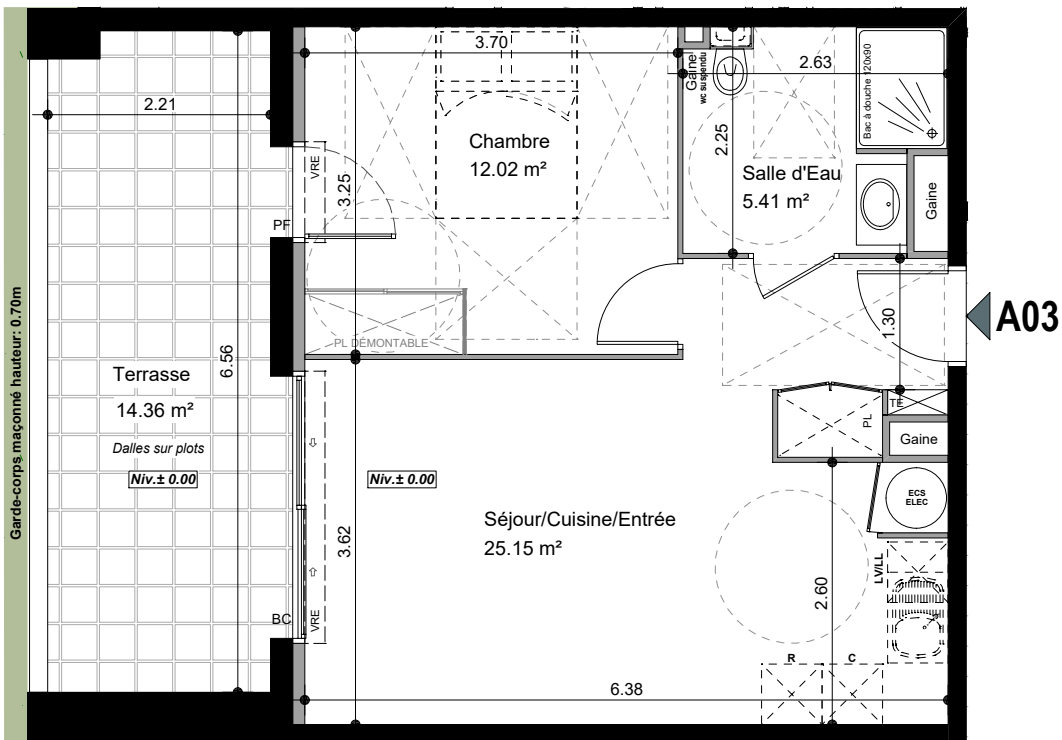 3.70
2.63
Gaine
wc suspendu
Bac à douche 120x90
2.21
2.25
Chambre
12.02 m²
VRE
3.25
Salle d'Eau
5.41 m²
Gaine
PF
PL DÉMONTABLE
1.30
A03
Garde-corps maçonné hauteur: 0.70m
6.56
Terrasse
14.36 m²
Dalles sur plots
Niv.± 0.00
Niv.± 0.00
PL
TE
Gaine
ECS
ELEC
Séjour/Cuisine/Entrée
25.15 m²
3.62
2.60
LV/LL
BC
VRE
R
C
6.38